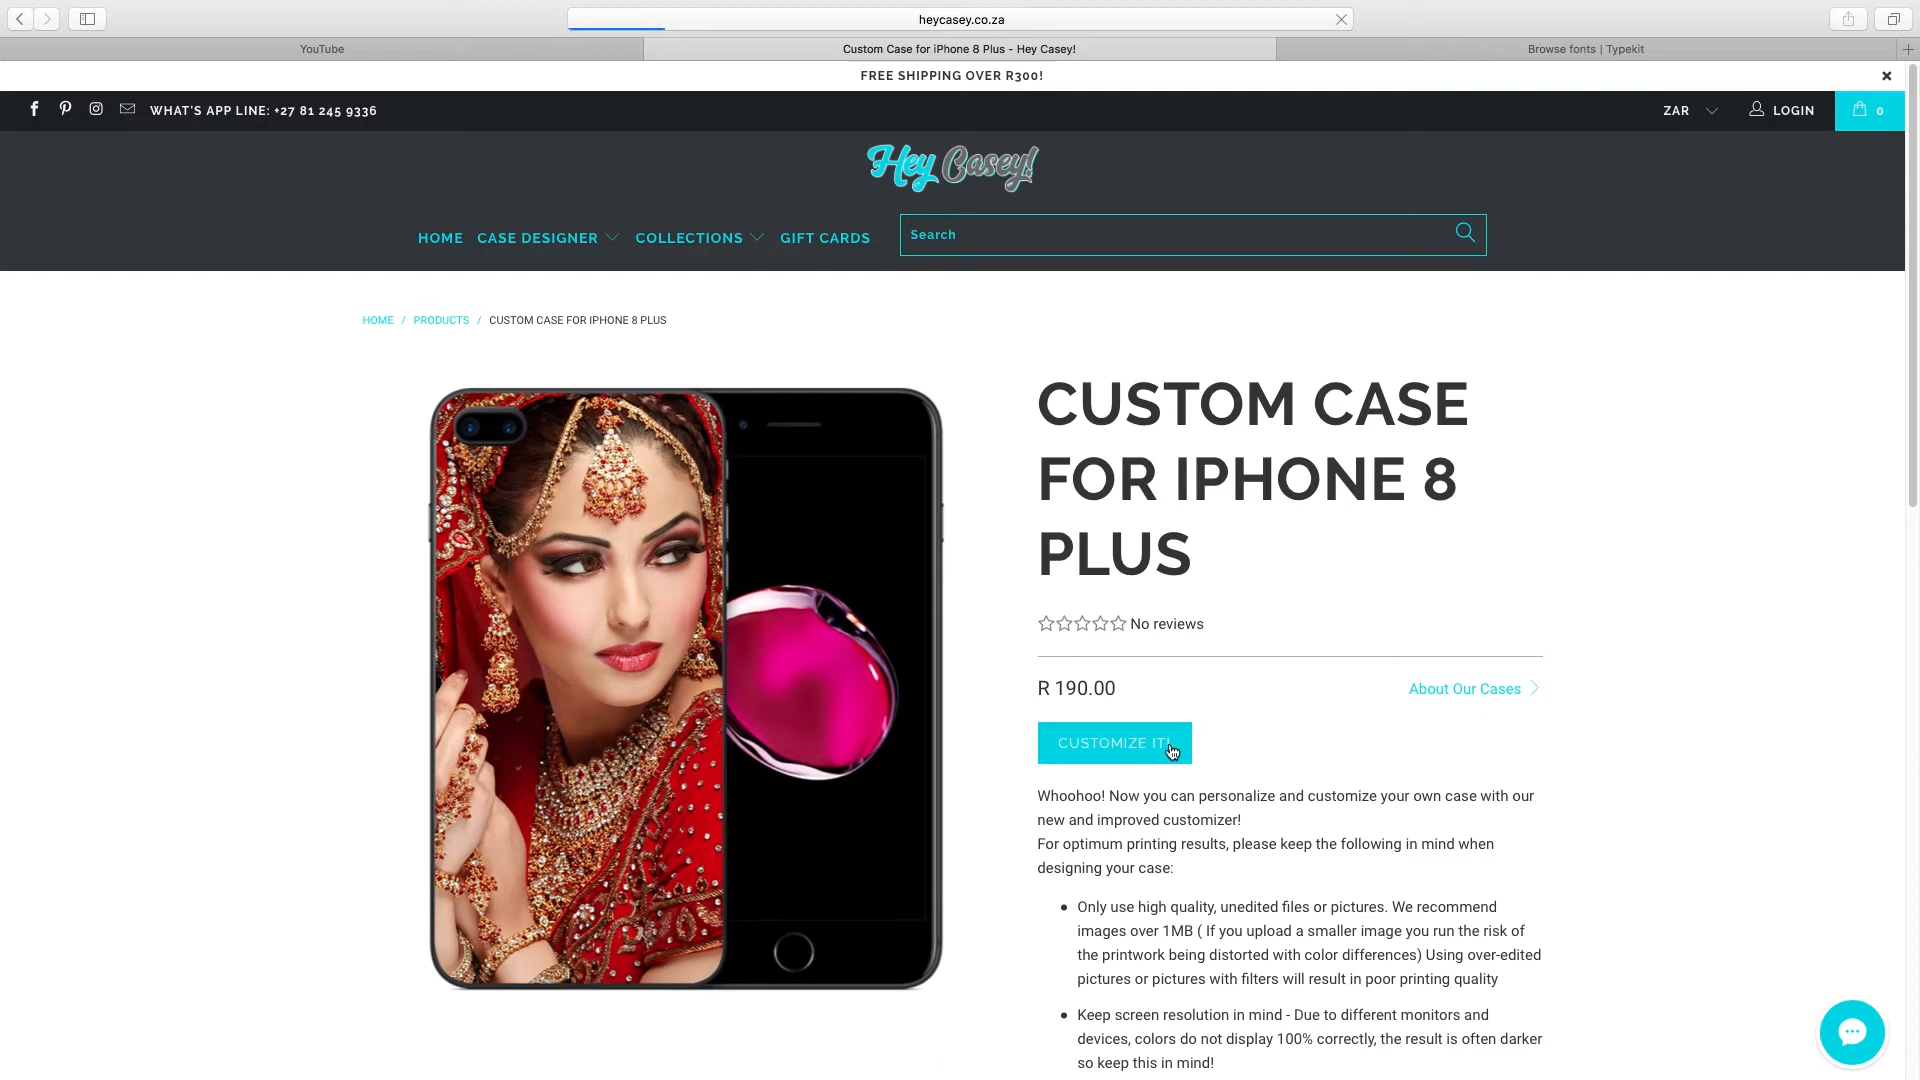 heycasey.co.za
YouTube
Custom Case for iPhone 8 Plus - Hey Casey!
Browse fonts | Typekit
FREE SHIPPING OVER R300!
WHAT'S APP LINE: +27 81 245 9336
ZAR
LOGIN
0
Hey Casey!
HOME
CASE DESIGNER
COLLECTIONS
GIFT CARDS
Search
HOME / PRODUCTS / CUSTOM CASE FOR IPHONE 8 PLUS
CUSTOM CASE
FOR IPHONE 8
PLUS
No reviews
R 190.00
About Our Cases
CUSTOMIZE IT!
Whoohoo! Now you can personalize and customize your own case with our
new and improved customizer!
For optimum printing results, please keep the following in mind when
designing your case:
Only use high quality, unedited files or pictures. We recommend
images over 1MB ( If you upload a smaller image you run the risk of
the printwork being distorted with color differences) Using over-edited
pictures or pictures with filters will result in poor printing quality
Keep screen resolution in mind - Due to different monitors and
devices, colors do not display 100% correctly, the result is often darker
so keep this in mind!